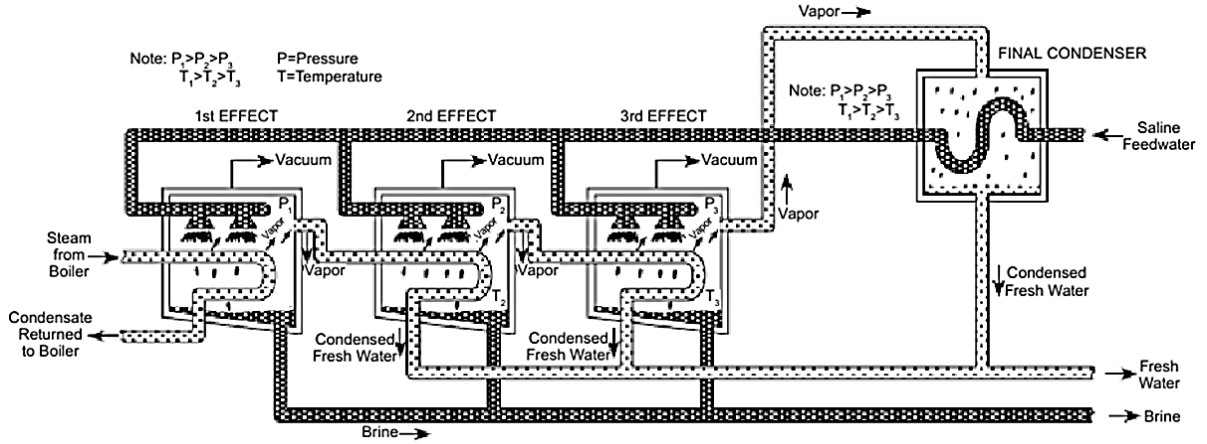 Vapor
FINAL CONDENSER
Note: P1>P2>P3
T1>T2>T3
P=Pressure
T=Temperature
Note: P1>P2>P3
T1>T2>T3
1st EFFECT
2nd EFFECT
3rd EFFECT
Saline
Feedwater
Vacuum
Vacuum
Vacuum
P1
P2
P3
Vapor
Vapor
Vapor
Vapor
Steam
from
Boiler
Vapor
Vapor
T2
T3
Condensed
Fresh Water
Condensate
Returned
to Boiler
Condensed
Fresh Water
Condensed
Fresh Water
Fresh
Water
Brine
Brine